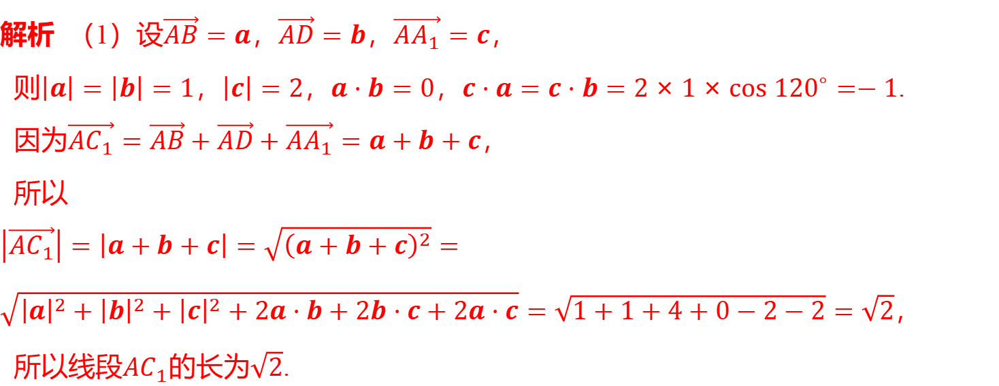 解析 （1）设$\overrightarrow{AB}=\boldsymbol{a}$，$\overrightarrow{AD}=\boldsymbol{b}$，$\overrightarrow{AA_1}=\boldsymbol{c}$，
则$|\boldsymbol{a}|=|\boldsymbol{b}|=1$，$|\boldsymbol{c}|=2$，$\boldsymbol{a}\cdot\boldsymbol{b}=0$，$\boldsymbol{c}\cdot\boldsymbol{a}=\boldsymbol{c}\cdot\boldsymbol{b}=2\times1\times\cos 120^\circ=-1$.
因为$\overrightarrow{AC_1}=\overrightarrow{AB}+\overrightarrow{AD}+\overrightarrow{AA_1}=\boldsymbol{a}+\boldsymbol{b}+\boldsymbol{c}$，
所以
$|\overrightarrow{AC_1}|=|\boldsymbol{a}+\boldsymbol{b}+\boldsymbol{c}|=\sqrt{(\boldsymbol{a}+\boldsymbol{b}+\boldsymbol{c})^2}=$
$\sqrt{|\boldsymbol{a}|^2+|\boldsymbol{b}|^2+|\boldsymbol{c}|^2+2\boldsymbol{a}\cdot\boldsymbol{b}+2\boldsymbol{b}\cdot\boldsymbol{c}+2\boldsymbol{a}\cdot\boldsymbol{c}}=\sqrt{1+1+4+0-2-2}=\sqrt{2}$，
所以线段$AC_1$的长为$\sqrt{2}$.